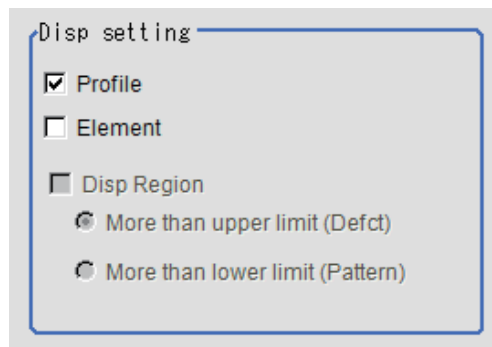 Disp setting
Profile
Element
Disp Region
More than upper limit (Defct)
More than lower limit (Pattern)